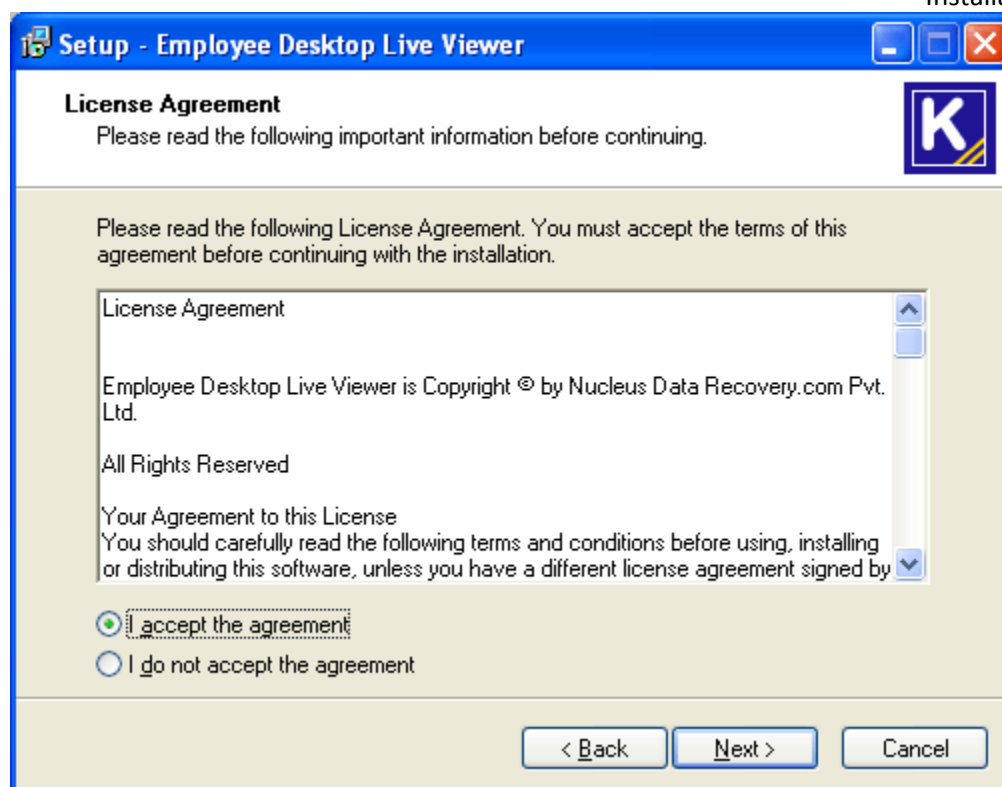 Setup - Employee Desktop Live Viewer
License Agreement
Please read the following important information before continuing.
K
Please read the following License Agreement. You must accept the terms of this
agreement before continuing with the installation.
License Agreement
Employee Desktop Live Viewer is Copyright © by Nucleus Data Recovery.com Pvt.
Ltd.
All Rights Reserved
Your Agreement to this License
You should carefully read the following terms and conditions before using, installing
or distributing this software, unless you have a different license agreement signed by
I accept the agreement
I do not accept the agreement
< Back
Next >
Cancel